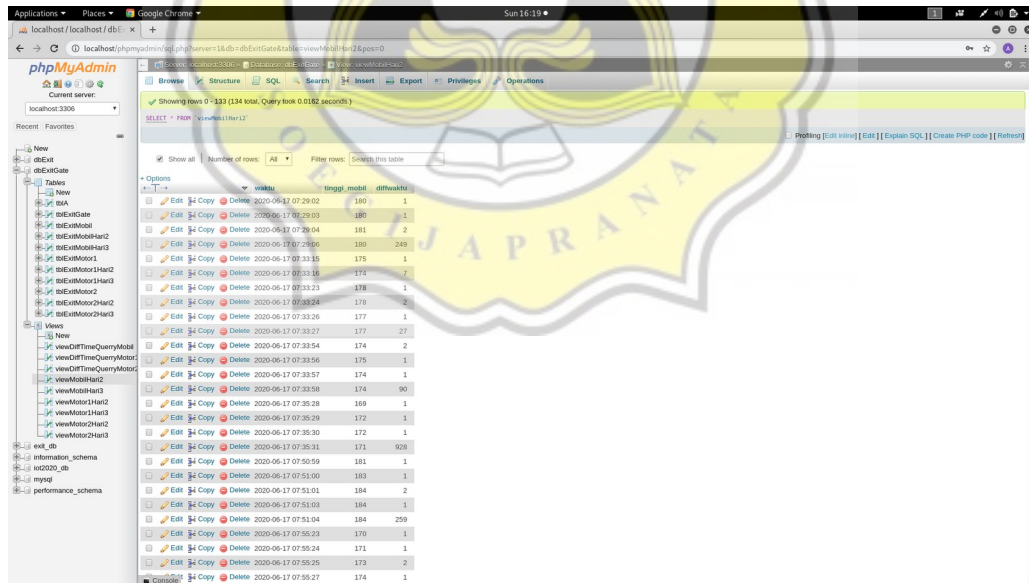 Applications ▾ Places ▾ Google Chrome ▾ Sun 16:19 ● 1
localhost / localhost / dbE × +
localhost/phpmyadmin/sql.php?server=1&db=dbExitGate&table=viewMobilHari2&pos=0
phpMyAdmin
Current server:
localhost:3306
Recent Favorites
New
dbExit
dbExitGate
Tables
New
tblA
tblExitGate
tblExitMobil
tblExitMobilHari2
tblExitMobilHari3
tblExitMotor1
tblExitMotor1Hari2
tblExitMotor1Hari3
tblExitMotor2
tblExitMotor2Hari2
tblExitMotor2Hari3
Views
New
viewDiffTimeQuerryMobil
viewDiffTimeQuerryMotor
viewDiffTimeQuerryMotor
viewMobilHari2
viewMobilHari3
viewMotor1Hari2
viewMotor1Hari3
viewMotor2Hari2
viewMotor2Hari3
exit_db
information_schema
iot2020_db
mysql
performance_schema
Server: localhost:3306 » Database: dbExitGate » View: viewMobilHari2
Browse Structure SQL Search Insert Export Privileges Operations
Showing rows 0 - 133 (134 total, Query took 0.0162 seconds.)
SELECT * FROM `viewMobilHari2`
Profiling [Edit inline] [ Edit ] [ Explain SQL ] [ Create PHP code ] [ Refresh]
Show all | Number of rows: All ▾ Filter rows: Search this table
+ Options
←T→ waktu tinggi_mobil diffwaktu
Edit Copy Delete 2020-06-17 07:29:02 180 1
Edit Copy Delete 2020-06-17 07:29:03 180 1
Edit Copy Delete 2020-06-17 07:29:04 181 2
Edit Copy Delete 2020-06-17 07:29:06 180 249
Edit Copy Delete 2020-06-17 07:33:15 175 1
Edit Copy Delete 2020-06-17 07:33:16 174 7
Edit Copy Delete 2020-06-17 07:33:23 178 1
Edit Copy Delete 2020-06-17 07:33:24 178 2
Edit Copy Delete 2020-06-17 07:33:26 177 1
Edit Copy Delete 2020-06-17 07:33:27 177 27
Edit Copy Delete 2020-06-17 07:33:54 174 2
Edit Copy Delete 2020-06-17 07:33:56 175 1
Edit Copy Delete 2020-06-17 07:33:57 174 1
Edit Copy Delete 2020-06-17 07:33:58 174 90
Edit Copy Delete 2020-06-17 07:35:28 169 1
Edit Copy Delete 2020-06-17 07:35:29 172 1
Edit Copy Delete 2020-06-17 07:35:30 172 1
Edit Copy Delete 2020-06-17 07:35:31 171 928
Edit Copy Delete 2020-06-17 07:50:59 181 1
Edit Copy Delete 2020-06-17 07:51:00 183 1
Edit Copy Delete 2020-06-17 07:51:01 184 2
Edit Copy Delete 2020-06-17 07:51:03 184 1
Edit Copy Delete 2020-06-17 07:51:04 184 259
Edit Copy Delete 2020-06-17 07:55:23 170 1
Edit Copy Delete 2020-06-17 07:55:24 171 1
Edit Copy Delete 2020-06-17 07:55:25 173 2
Edit Copy Delete 2020-06-17 07:55:27 174 1
Console
SOEGIJAPRANATA